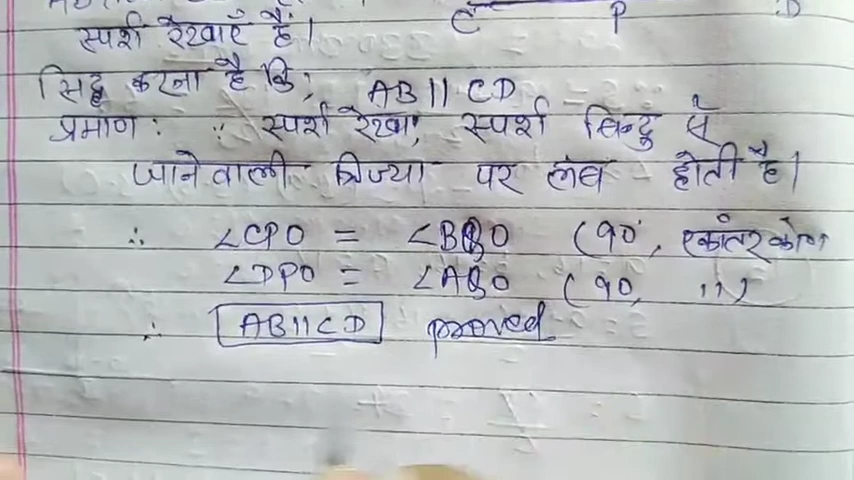 स्पर्श रेखाएँ हैं।
C P D
सिद्ध करना है कि; AB || CD
प्रमाण: ∵ स्पर्श रेखा, स्पर्श बिन्दु से
जाने वाली त्रिज्या पर लंब होती है।
∴ ∠CPO = ∠BQO (90°, एकांतर कोण
∠DPO = ∠AQO (90, ,,)
∴ AB||CD proved